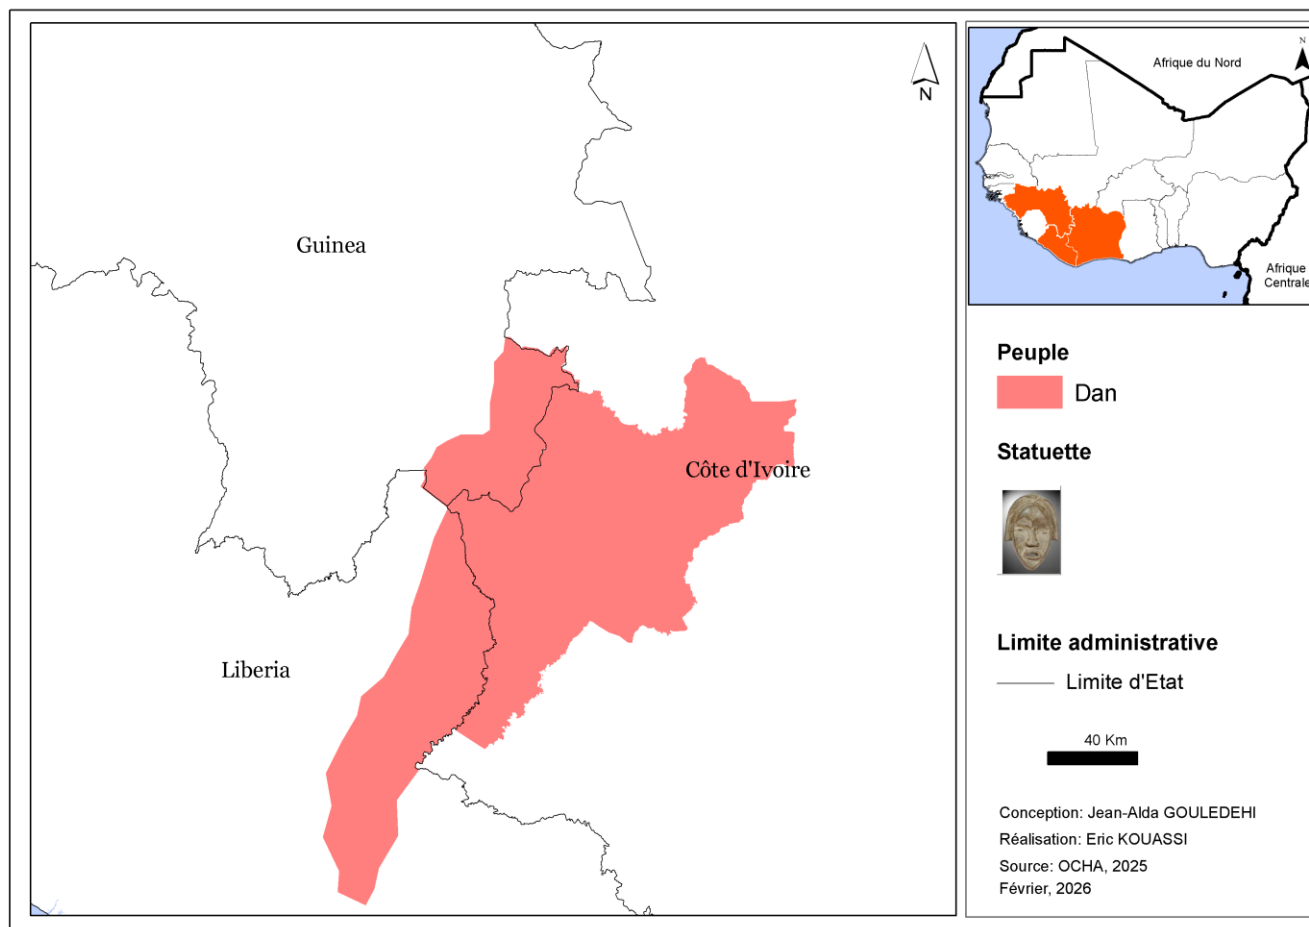 Guinea
Côte d'Ivoire
Liberia
N
Afrique du Nord
N
Afrique
Centrale
Peuple
Dan
Statuette
Limite administrative
Limite d'Etat
40 Km
Conception: Jean-Alda GOULEDEHI
Réalisation: Eric KOUASSI
Source: OCHA, 2025
Février, 2026